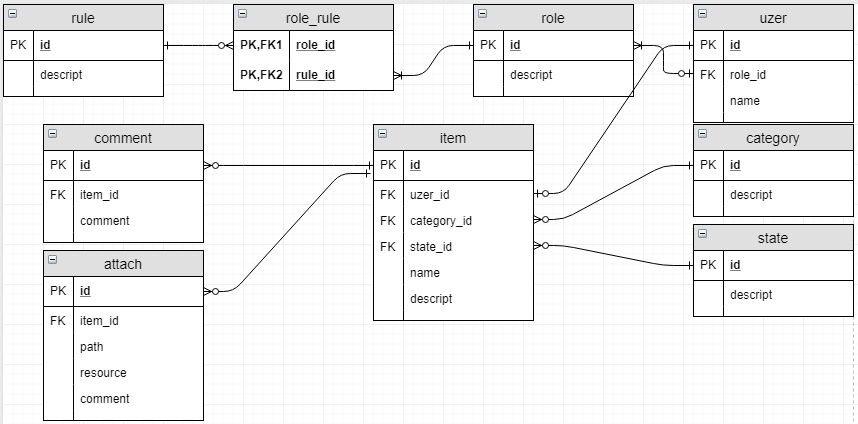 rule
PK id
descript
role_rule
PK,FK1 role_id
PK,FK2 rule_id
role
PK id
descript
uzer
PK id
FK role_id
name
comment
PK id
FK item_id
comment
item
PK id
FK uzer_id
FK category_id
FK state_id
name
descript
category
PK id
descript
attach
PK id
FK item_id
path
resource
comment
state
PK id
descript